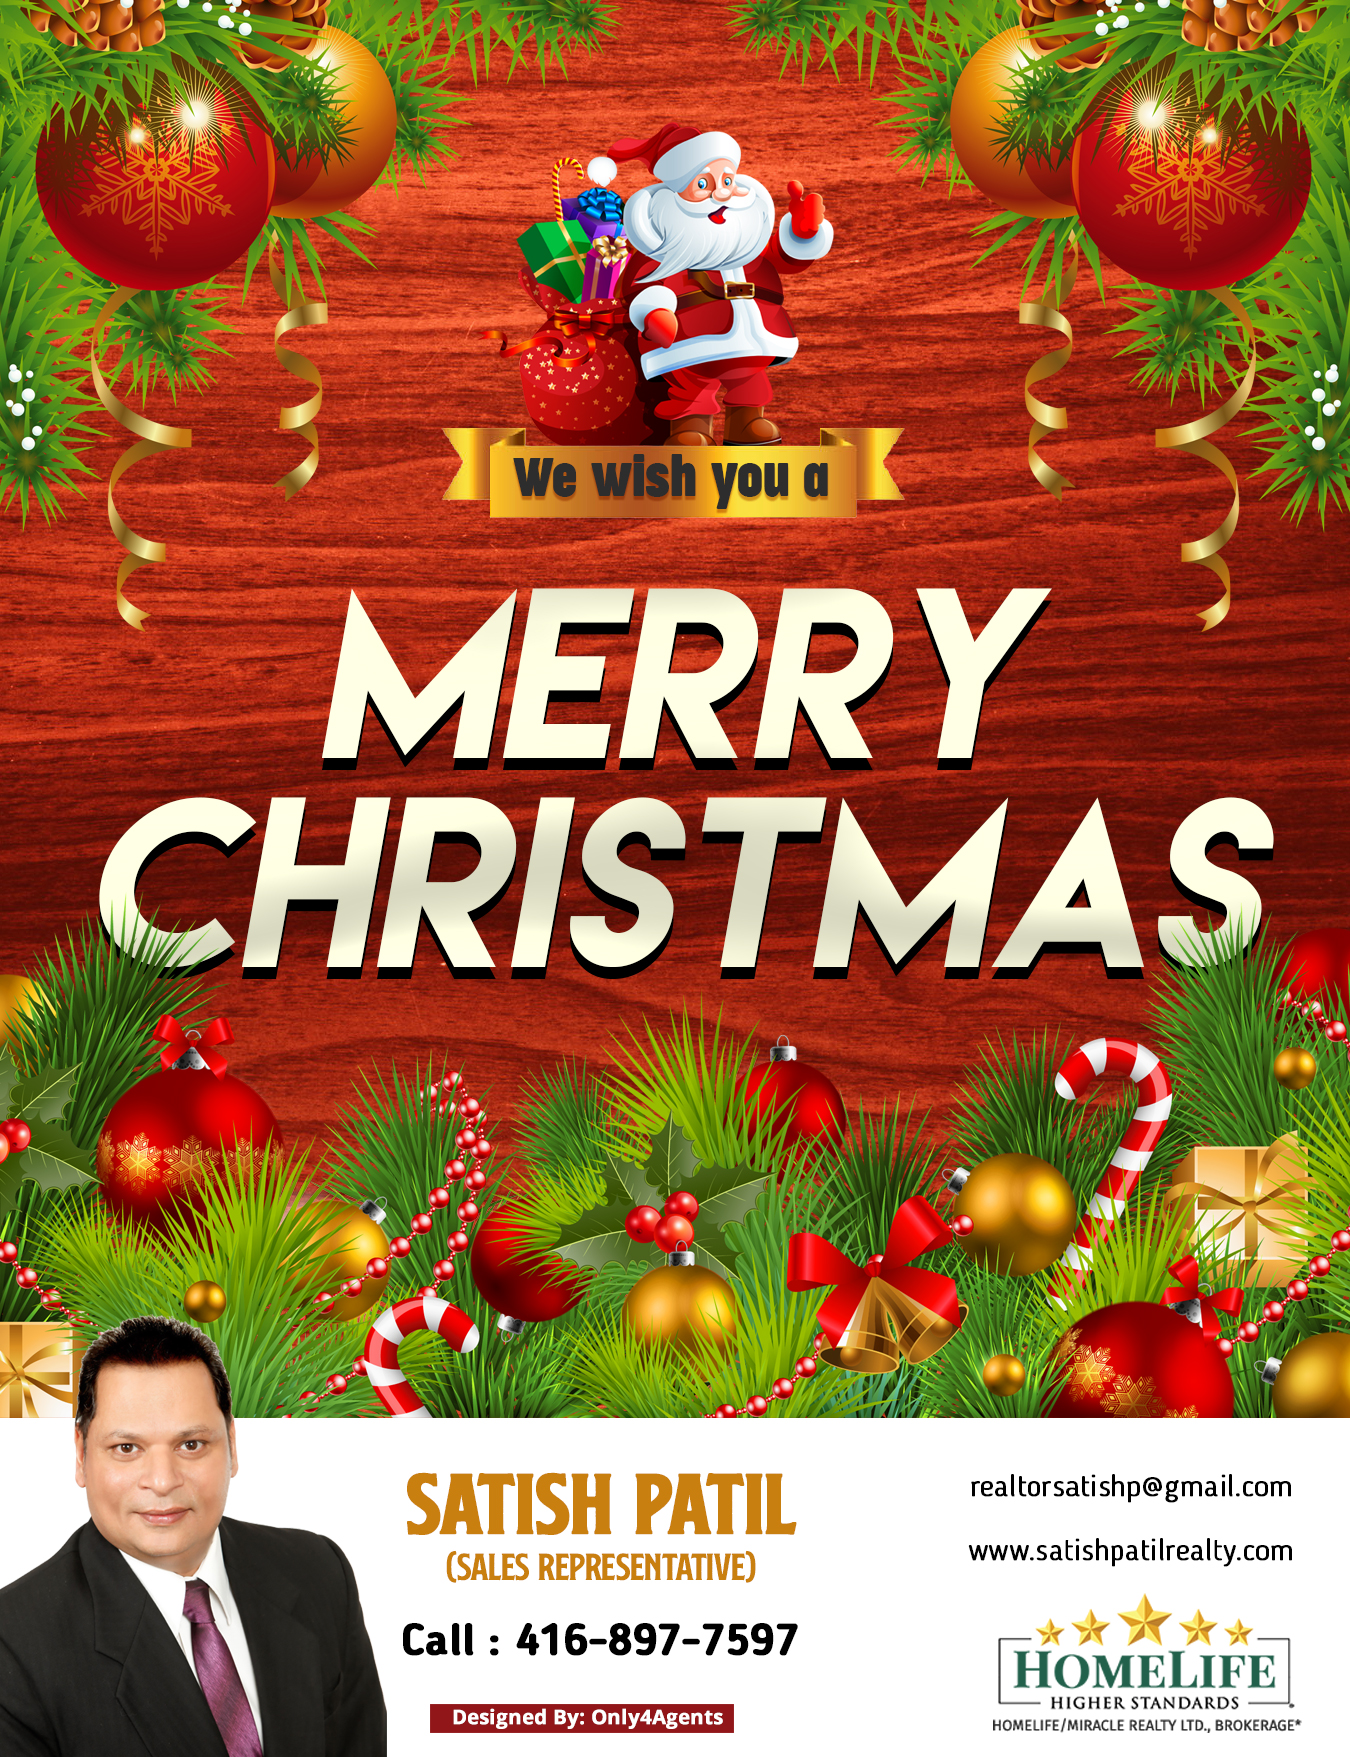 We wish you a
MERRY
CHRISTMAS
SATISH PATIL
(SALES REPRESENTATIVE)
Call : 416-897-7597
Designed By: Only4Agents
realtorsatishp@gmail.com
www.satishpatilrealty.com
HOMELIFE
HIGHER STANDARDS
HOMELIFE/MIRACLE REALTY LTD., BROKERAGE*